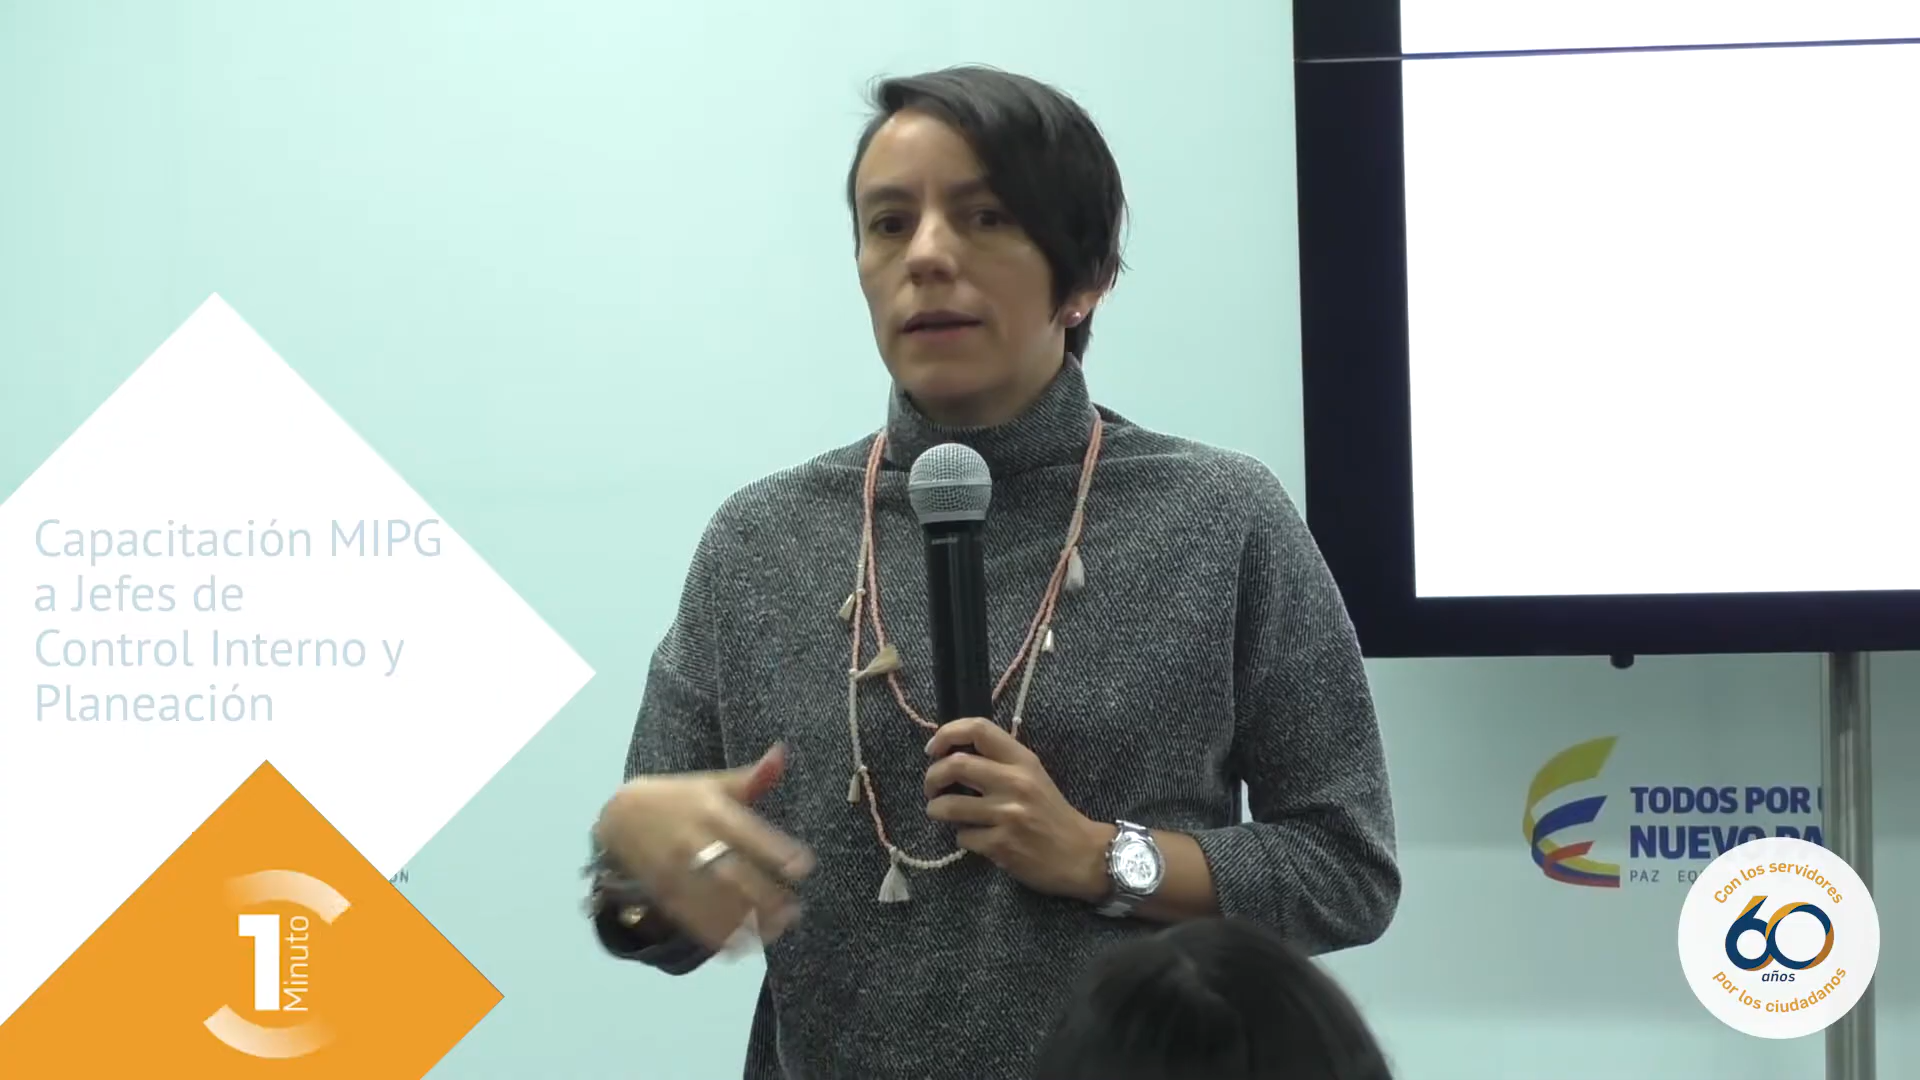 Capacitación MIPG
a Jefes de
Control Interno y
Planeación
1
Minuto
TODOS POR
NUEVO
PAZ
Con los servidores
60
años
por los ciudadanos